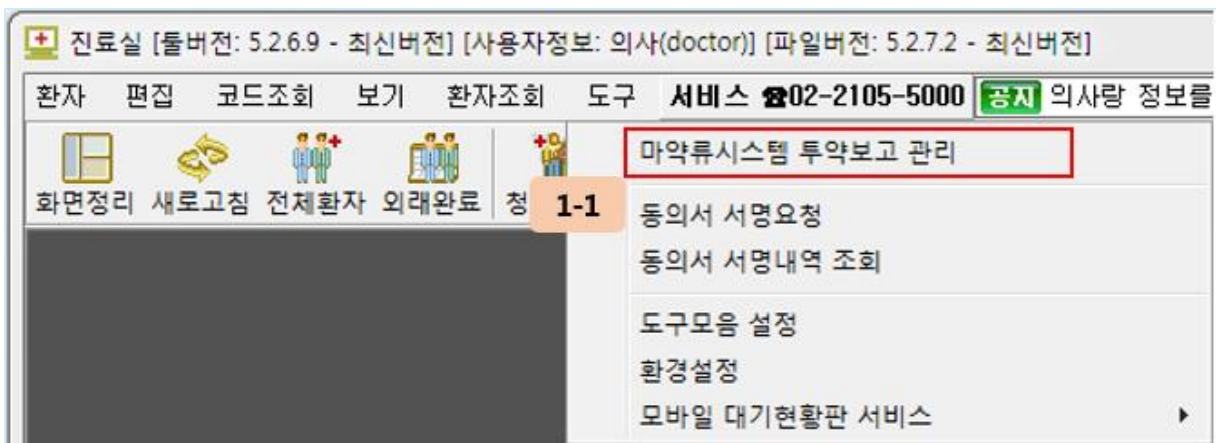 진료실 [툴버전: 5.2.6.9 - 최신버전] [사용자정보: 의사(doctor)] [파일버전: 5.2.7.2 - 최신버전]
환자 편집 코드조회 보기 환자조회 도구 서비스 ☎02-2105-5000 공지 의사랑 정보를
화면정리 새로고침 전체환자 외래완료 청
1-1
마약류시스템 투약보고 관리
동의서 서명요청
동의서 서명내역 조회
도구모음 설정
환경설정
모바일 대기현황판 서비스